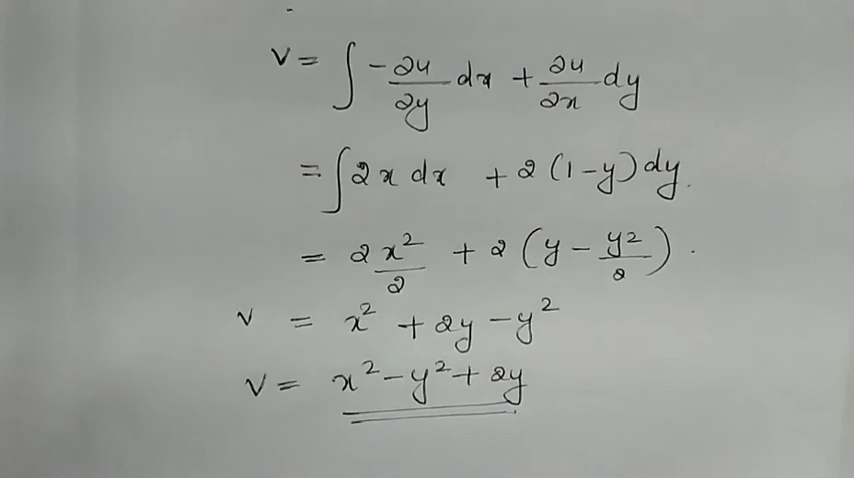 v = ∫ -∂u/∂y dx + ∂u/∂x dy
= ∫ 2x dx + 2(1-y) dy.
= 2 x²/2 + 2(y - y²/2).
v = x² + 2y - y²
v = x² - y² + 2y